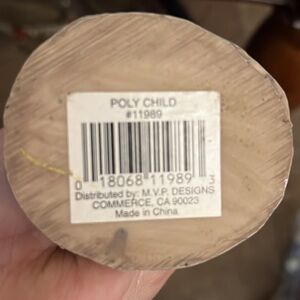 POLY CHILD
#11989
0 18068 11989 3
Distributed by: M.V.P. DESIGNS
COMMERCE, CA 90023
Made in China